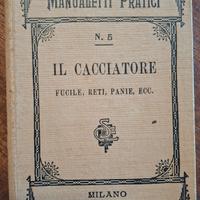 MANUALETTI PRATICI
N. 5
IL CACCIATORE
FUCILE, RETI, PANIE, ECC.
MILANO